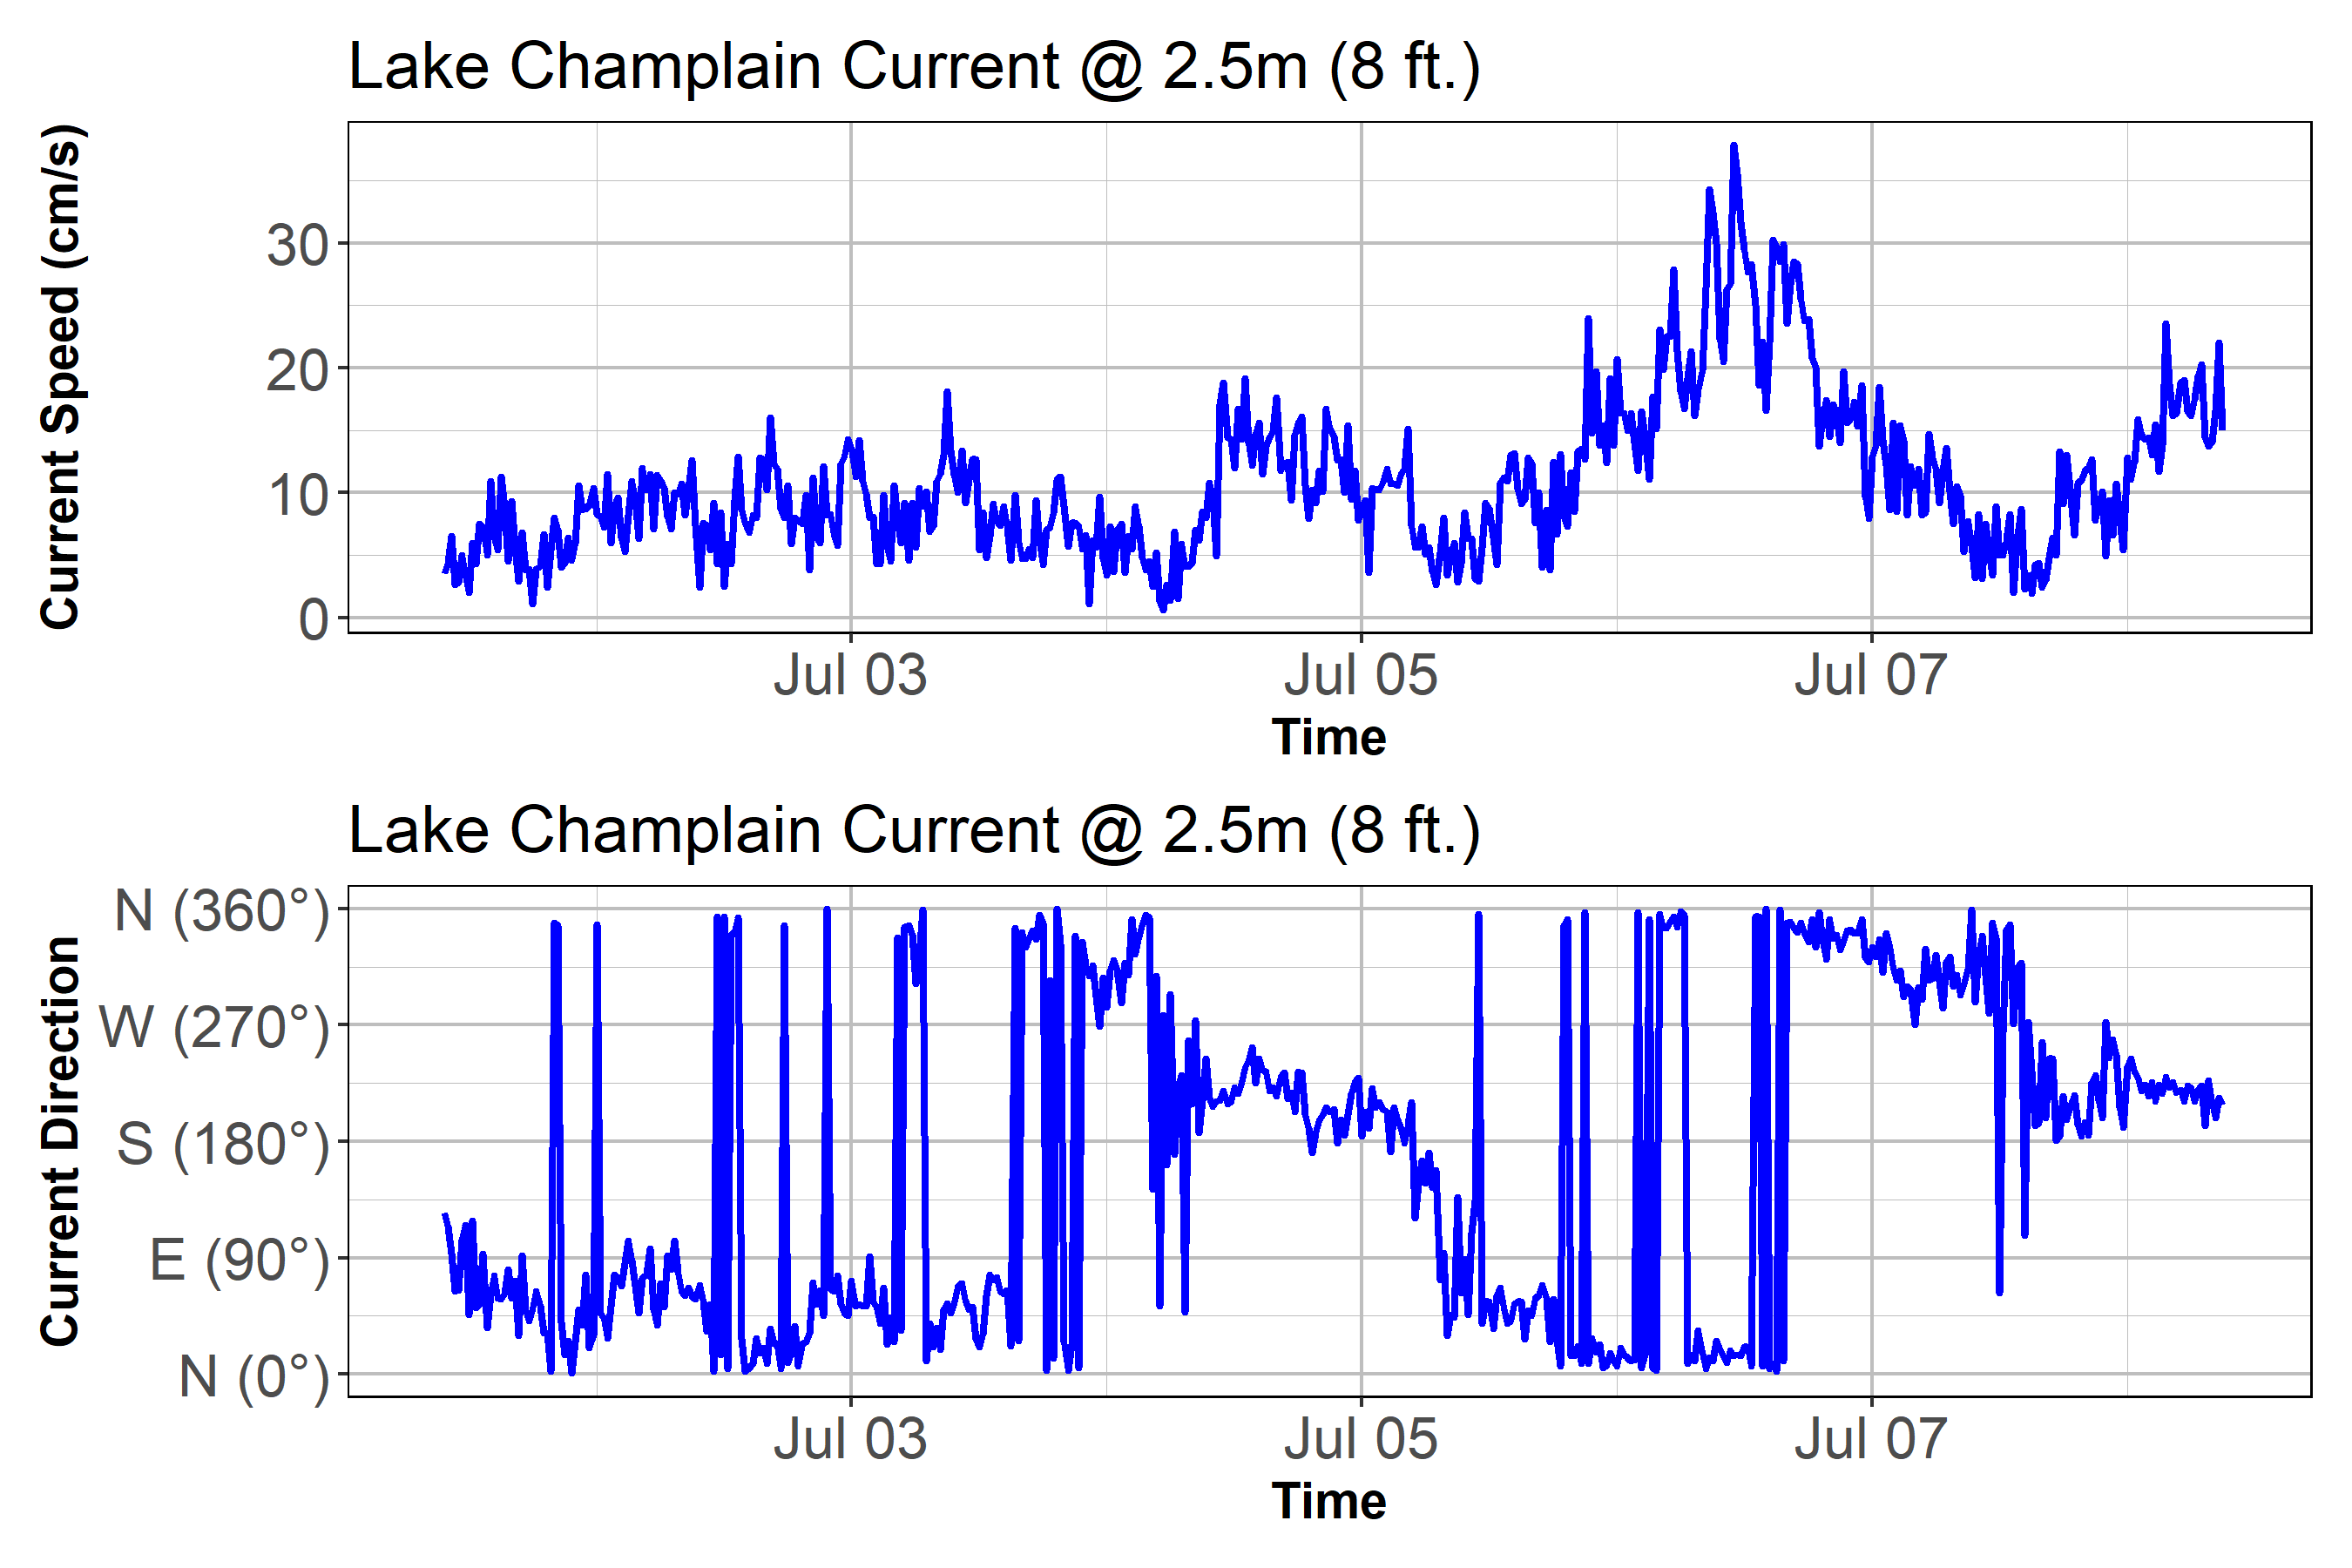 Lake Champlain Current @ 2.5m (8 ft.)
Current Speed (cm/s)
30
20
10
0
Jul 03 Jul 05 Jul 07
Time
Lake Champlain Current @ 2.5m (8 ft.)
Current Direction
N (360°)
W (270°)
S (180°)
E (90°)
N (0°)
Jul 03 Jul 05 Jul 07
Time